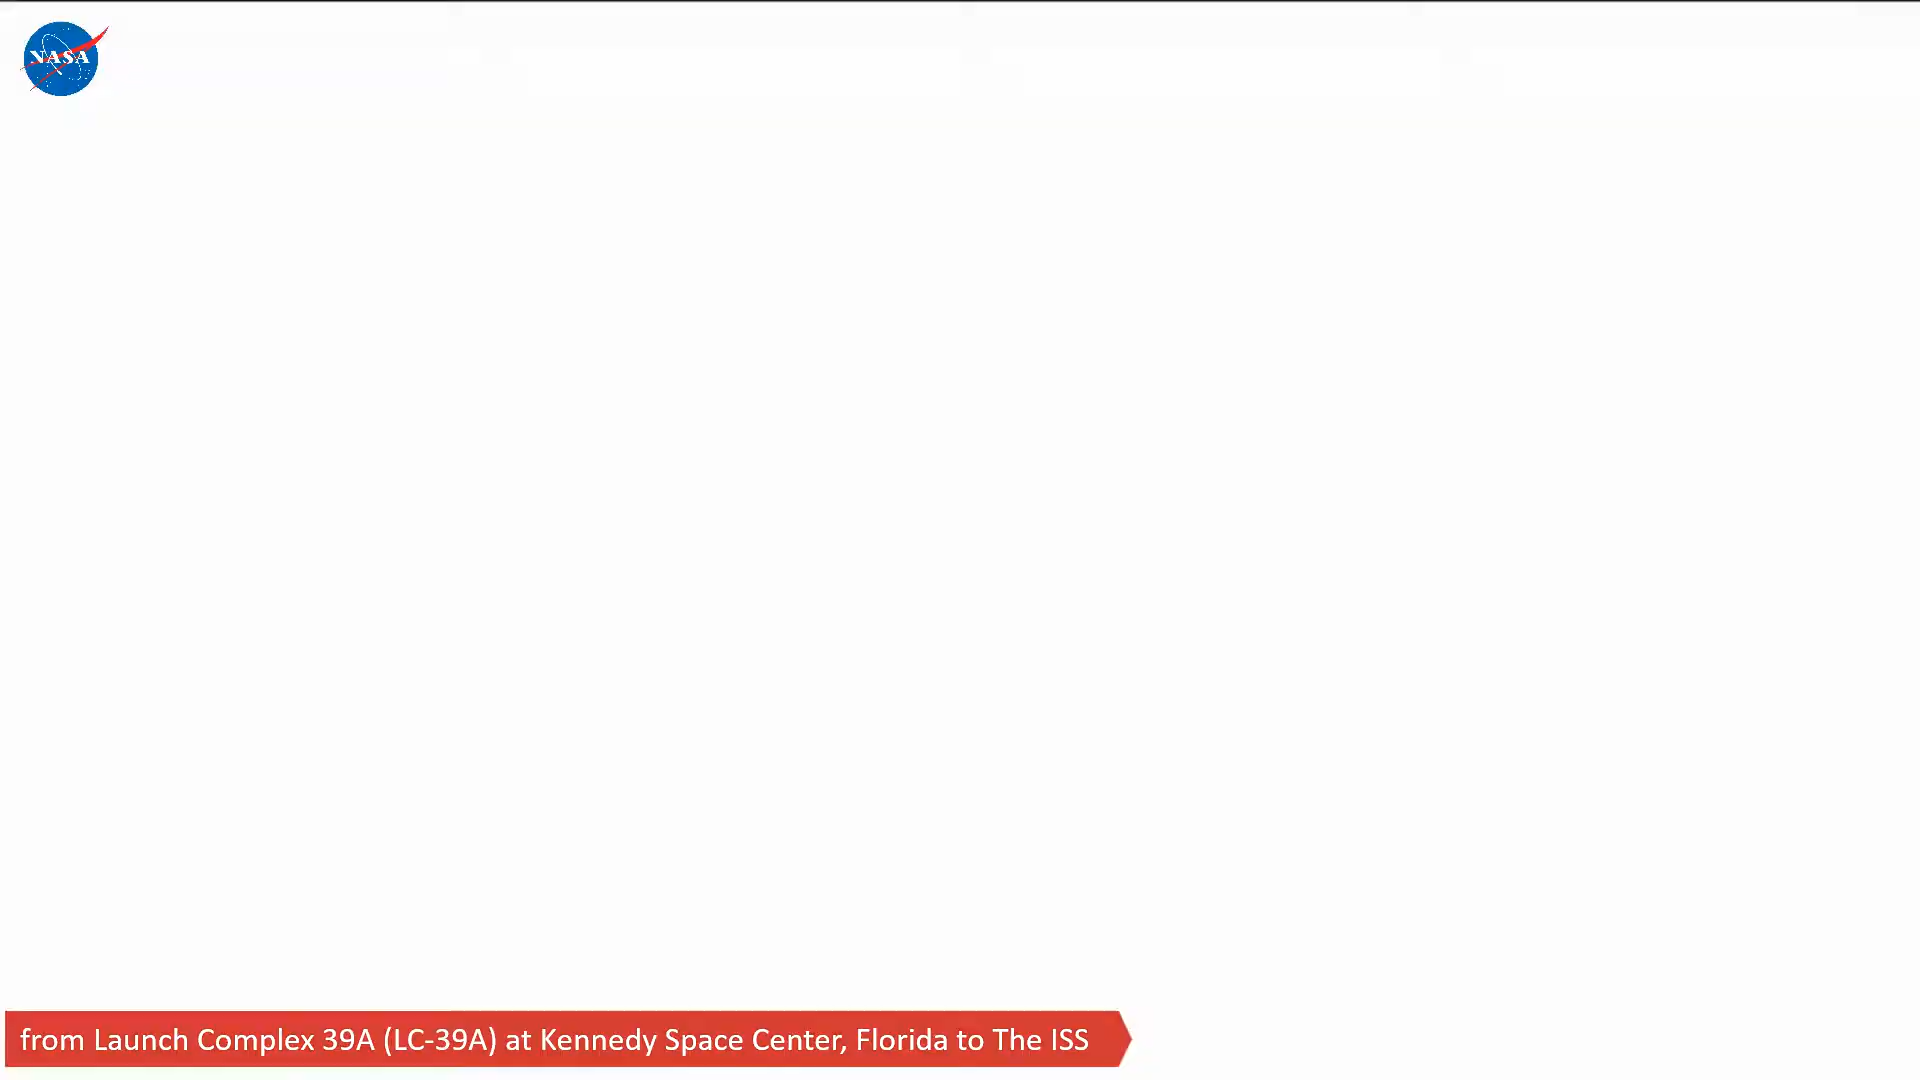 NASA
from Launch Complex 39A (LC-39A) at Kennedy Space Center, Florida to The ISS